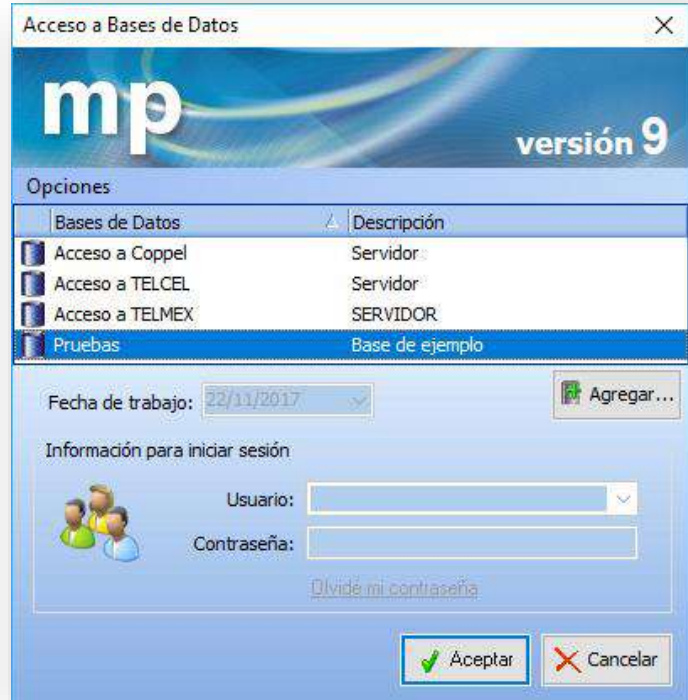 Acceso a Bases de Datos
mp
versión 9
Opciones
Bases de Datos Descripción
Acceso a Coppel Servidor
Acceso a TELCEL Servidor
Acceso a TELMEX SERVIDOR
Pruebas Base de ejemplo
Fecha de trabajo: 22/11/2017
Agregar...
Información para iniciar sesión
Usuario:
Contraseña:
Olvidé mi contraseña
Aceptar Cancelar